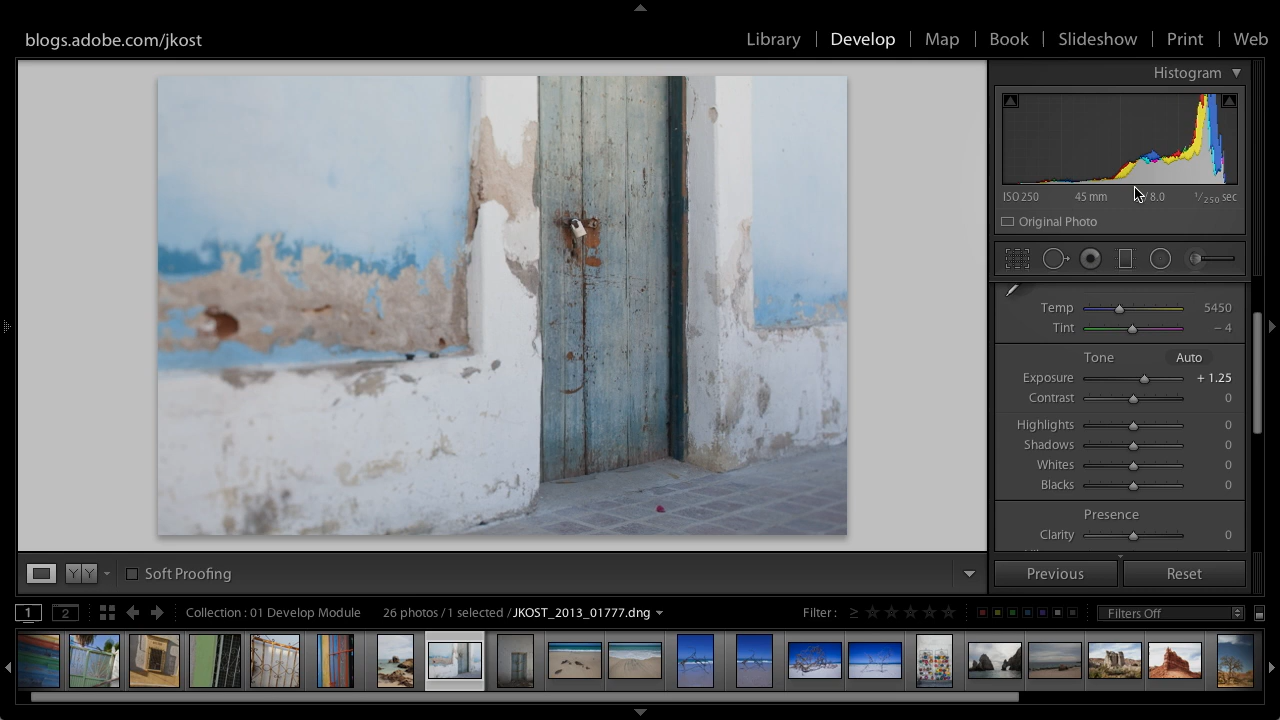 blogs.adobe.com/jkost
Library | Develop | Map | Book | Slideshow | Print | Web
Histogram
ISO 250 45 mm / 8.0 1/250 sec
Original Photo
Temp 5450
Tint – 4
Tone Auto
Exposure + 1.25
Contrast 0
Highlights 0
Shadows 0
Whites 0
Blacks 0
Presence
Clarity 0
Previous Reset
YY Soft Proofing
1 2 Collection : 01 Develop Module 26 photos / 1 selected / JKOST_2013_01777.dng Filter : ≥ Filters Off